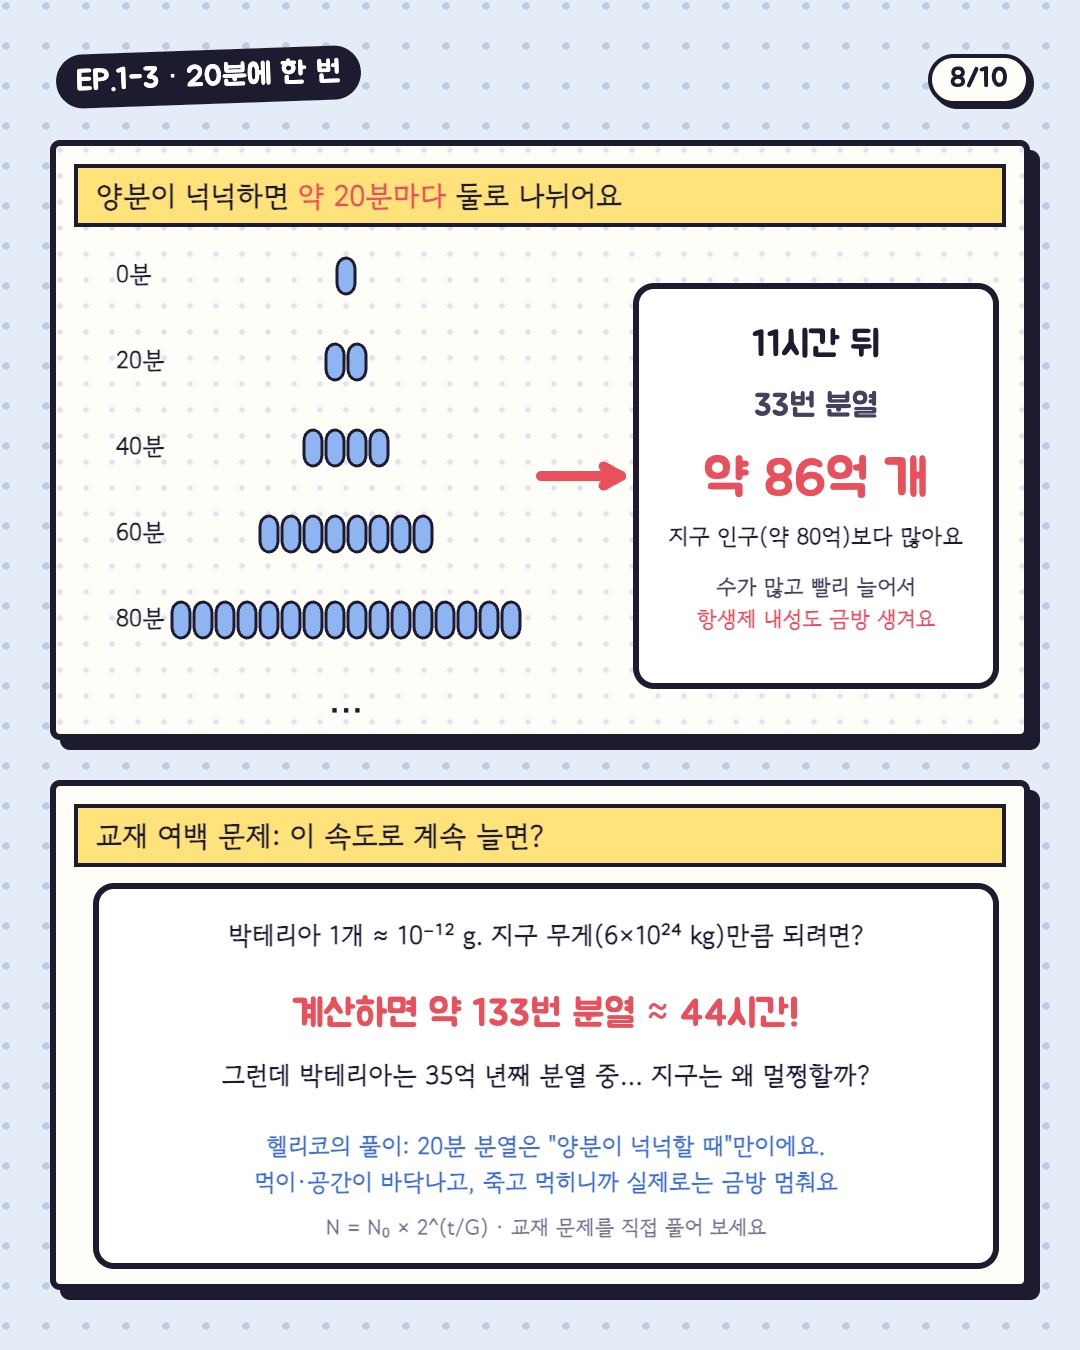 EP.1-3 · 20분에 한 번
8/10
양분이 넉넉하면 약 20분마다 둘로 나뉘어요
0분
20분
40분
60분
80분
...
11시간 뒤
33번 분열
약 86억 개
지구 인구(약 80억)보다 많아요
수가 많고 빨리 늘어서
항생제 내성도 금방 생겨요
교재 여백 문제: 이 속도로 계속 늘면?
박테리아 1개 ≈ 10⁻¹² g. 지구 무게(6×10²⁴ kg)만큼 되려면?
계산하면 약 133번 분열 ≈ 44시간!
그런데 박테리아는 35억 년째 분열 중... 지구는 왜 멀쩡할까?
헬리코의 풀이: 20분 분열은 "양분이 넉넉할 때"만이에요.
먹이·공간이 바닥나고, 죽고 먹히니까 실제로는 금방 멈춰요
N = N₀ × 2^(t/G) · 교재 문제를 직접 풀어 보세요